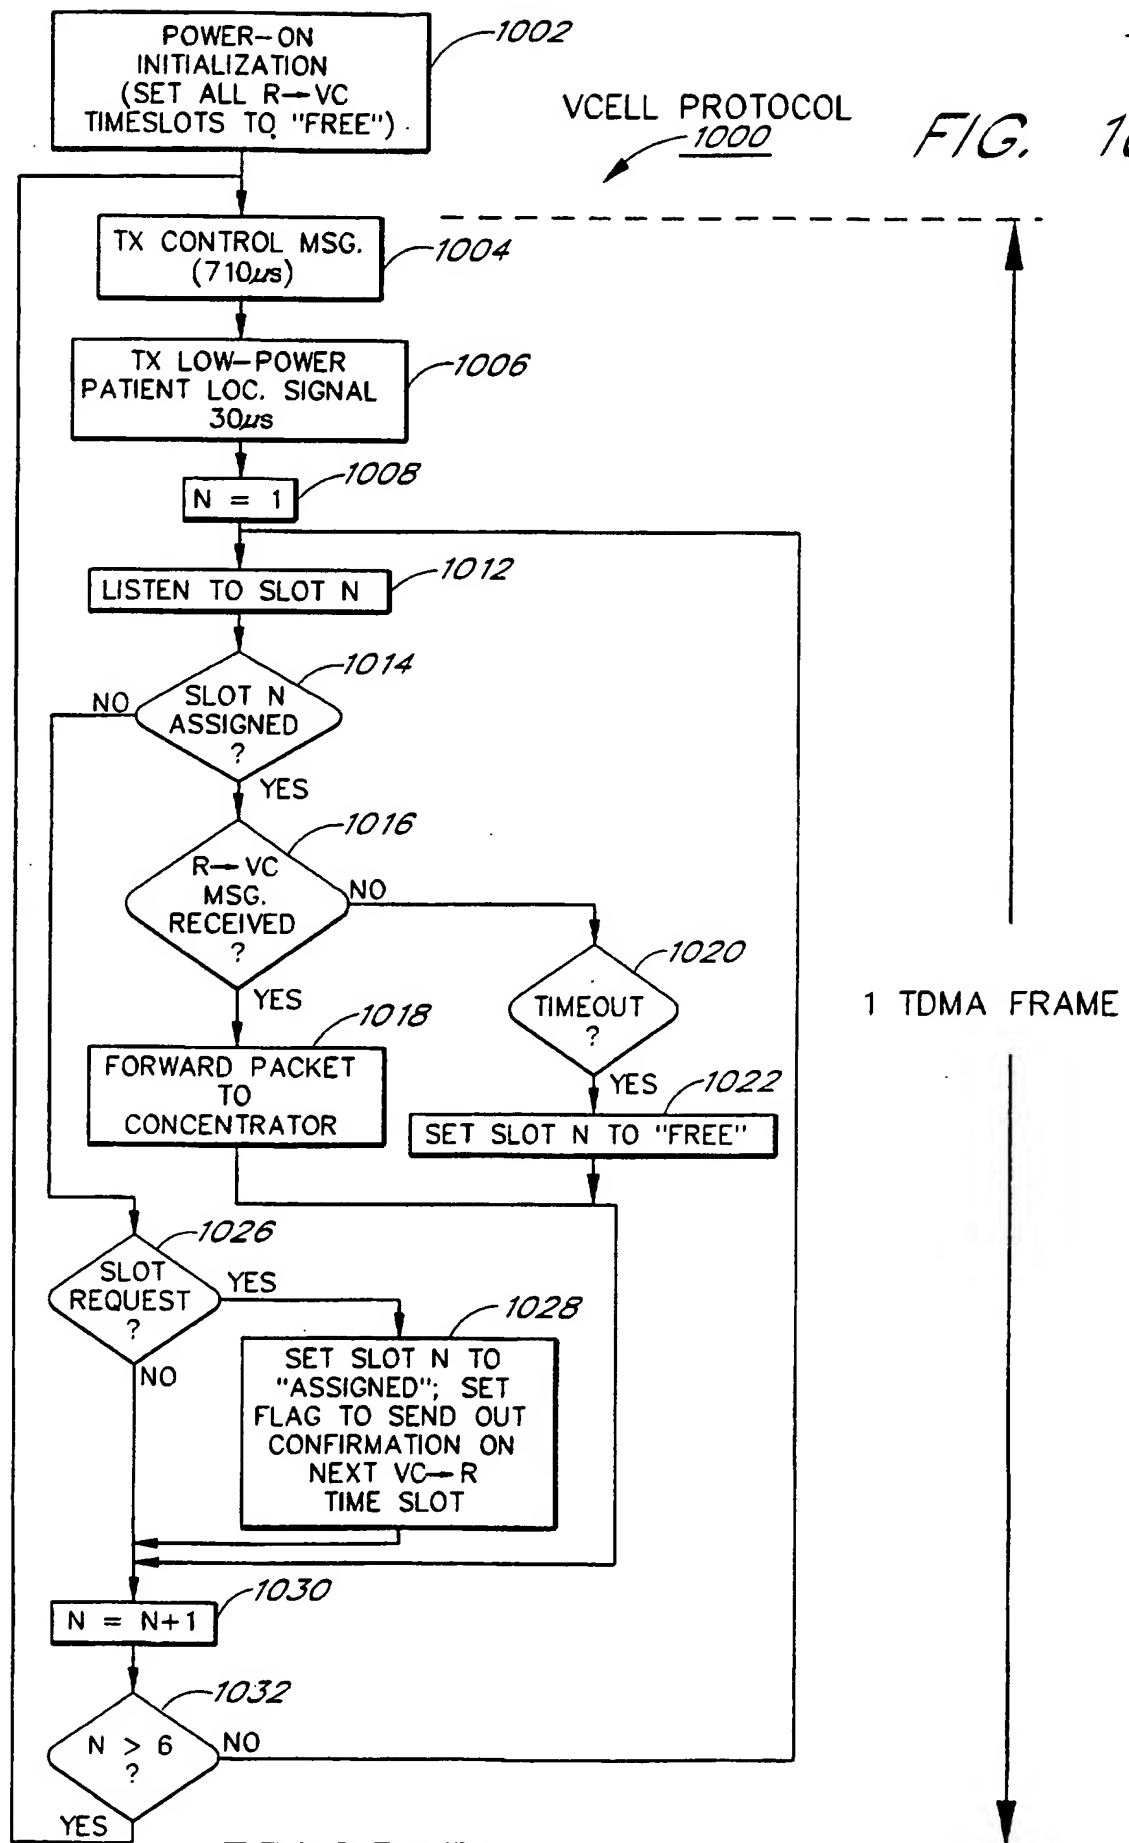 POWER-ON
INITIALIZATION
(SET ALL R→VC
TIMESLOTS TO "FREE")
1002
VCELL PROTOCOL
1000
FIG.
TX CONTROL MSG.
(710µs)
1004
TX LOW-POWER
PATIENT LOC. SIGNAL
30µs
1006
N = 1
1008
LISTEN TO SLOT N
1012
SLOT N
ASSIGNED
?
1014
NO
YES
R→VC
MSG.
RECEIVED
?
1016
NO
YES
TIMEOUT
?
1020
YES
1 TDMA FRAME
FORWARD PACKET
TO
CONCENTRATOR
1018
SET SLOT N TO "FREE"
1022
SLOT
REQUEST
?
1026
YES
NO
SET SLOT N TO
"ASSIGNED"; SET
FLAG TO SEND OUT
CONFIRMATION ON
NEXT VC→R
TIME SLOT
1028
N = N+1
1030
N > 6
?
1032
NO
YES